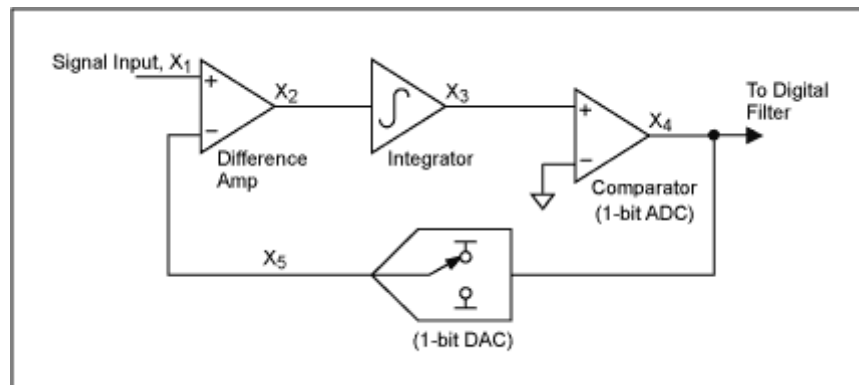 Signal Input, X1
+
−
X2
Difference
Amp
X3
Integrator
+
−
X4
Comparator
(1-bit ADC)
To Digital
Filter
X5
(1-bit DAC)